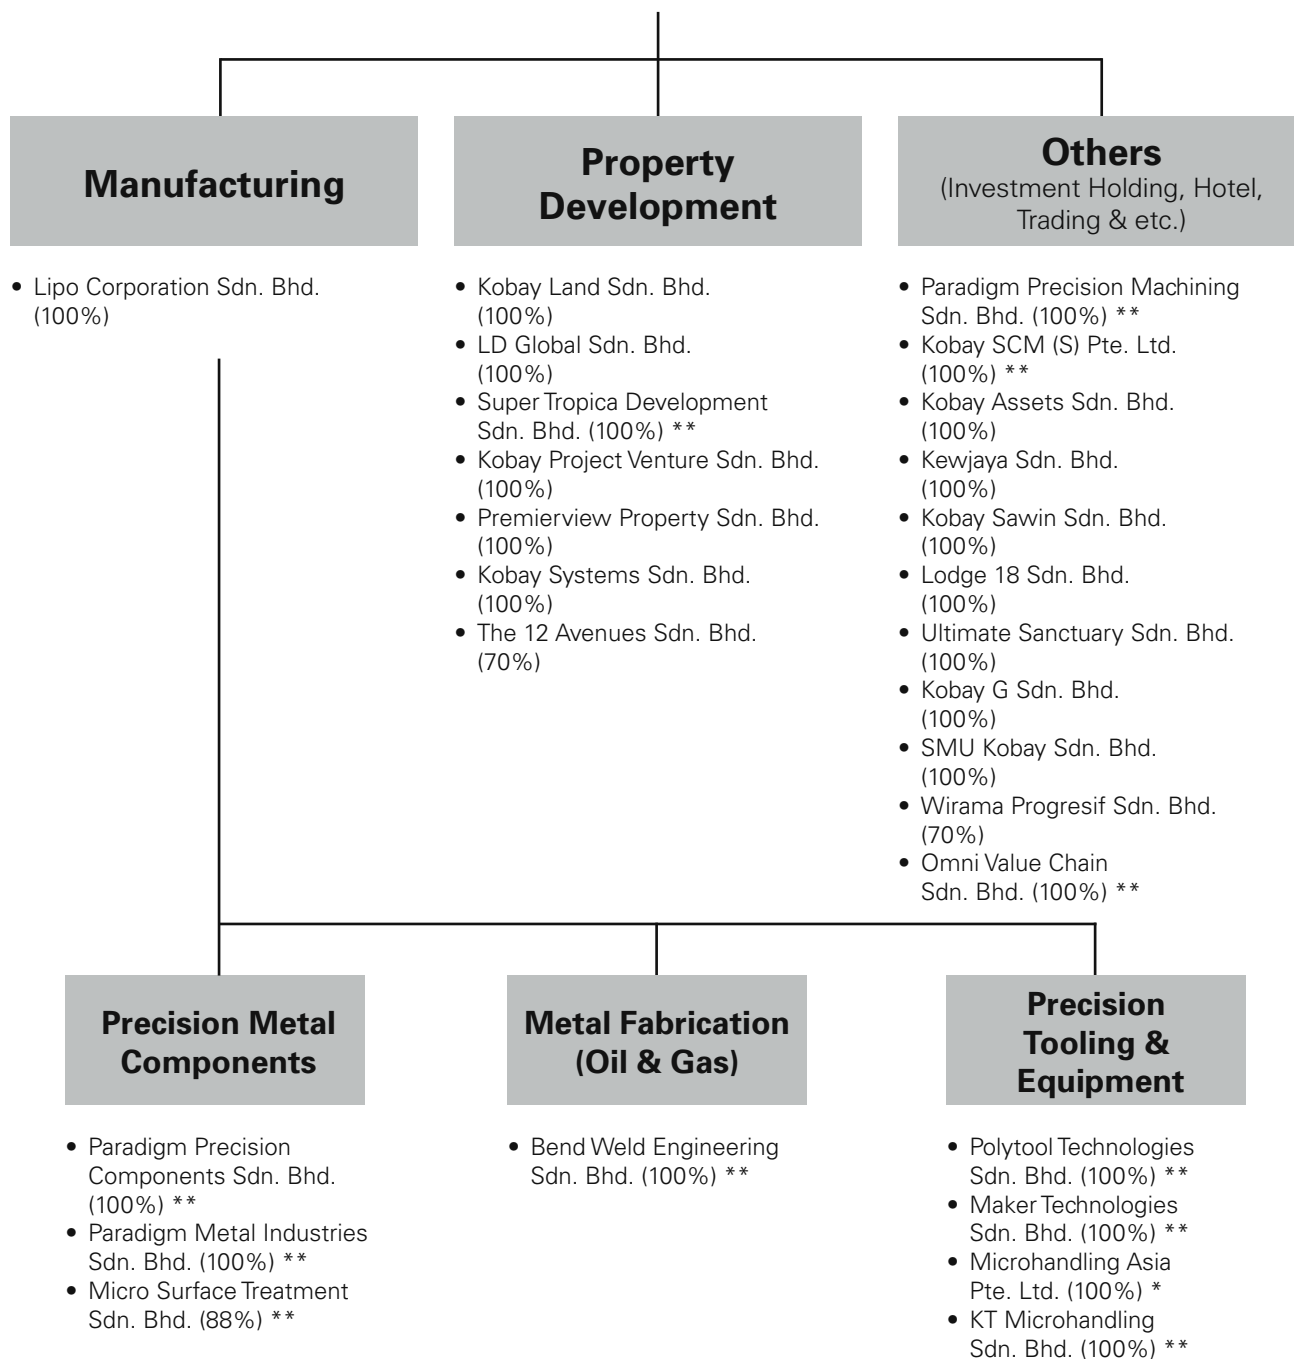 Manufacturing
• Lipo Corporation Sdn. Bhd.
(100%)
Property
Development
• Kobay Land Sdn. Bhd.
(100%)
• LD Global Sdn. Bhd.
(100%)
• Super Tropica Development
Sdn. Bhd. (100%) **
• Kobay Project Venture Sdn. Bhd.
(100%)
• Premierview Property Sdn. Bhd.
(100%)
• Kobay Systems Sdn. Bhd.
(100%)
• The 12 Avenues Sdn. Bhd.
(70%)
Others
(Investment Holding, Hotel,
Trading & etc.)
• Paradigm Precision Machining
Sdn. Bhd. (100%) **
• Kobay SCM (S) Pte. Ltd.
(100%) **
• Kobay Assets Sdn. Bhd.
(100%)
• Kewjaya Sdn. Bhd.
(100%)
• Kobay Sawin Sdn. Bhd.
(100%)
• Lodge 18 Sdn. Bhd.
(100%)
• Ultimate Sanctuary Sdn. Bhd.
(100%)
• Kobay G Sdn. Bhd.
(100%)
• SMU Kobay Sdn. Bhd.
(100%)
• Wirama Progresif Sdn. Bhd.
(70%)
• Omni Value Chain
Sdn. Bhd. (100%) **
Precision Metal
Components
• Paradigm Precision
Components Sdn. Bhd.
(100%) **
• Paradigm Metal Industries
Sdn. Bhd. (100%) **
• Micro Surface Treatment
Sdn. Bhd. (88%) **
Metal Fabrication
(Oil & Gas)
• Bend Weld Engineering
Sdn. Bhd. (100%) **
Precision
Tooling &
Equipment
• Polytool Technologies
Sdn. Bhd. (100%) **
• Maker Technologies
Sdn. Bhd. (100%) **
• Microhandling Asia
Pte. Ltd. (100%) *
• KT Microhandling
Sdn. Bhd. (100%) **